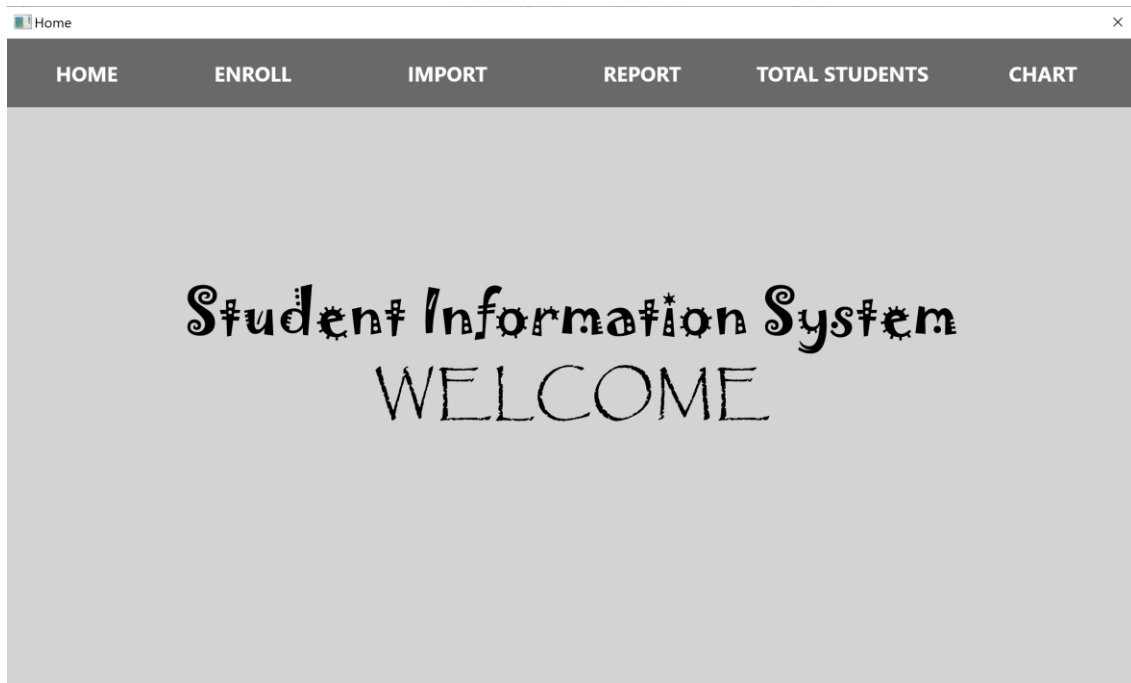 Home
HOME ENROLL IMPORT REPORT TOTAL STUDENTS CHART
Student Information System
WELCOME